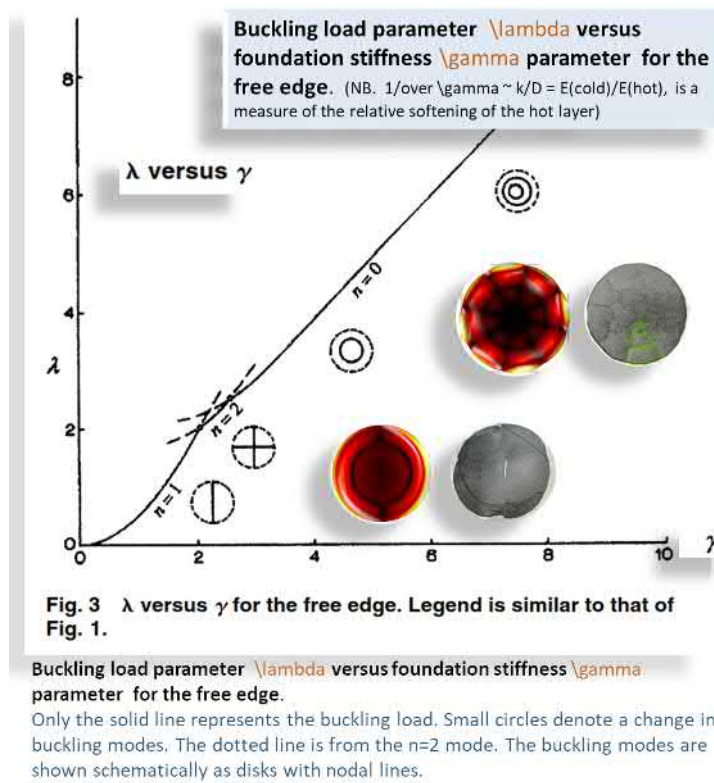 Buckling load parameter \lambda versus
foundation stiffness \gamma parameter for the
free edge. (NB. 1/over \gamma ~ k/D = E(cold)/E(hot), is a
measure of the relative softening of the hot layer)
8
λ versus γ
6
n=0
4
λ
n=2
2
n=1
0
0 2 4 6 8 10 γ
Fig. 3 λ versus γ for the free edge. Legend is similar to that of
Fig. 1.
Buckling load parameter \lambda versus foundation stiffness \gamma
parameter for the free edge.
Only the solid line represents the buckling load. Small circles denote a change in
buckling modes. The dotted line is from the n=2 mode. The buckling modes are
shown schematically as disks with nodal lines.